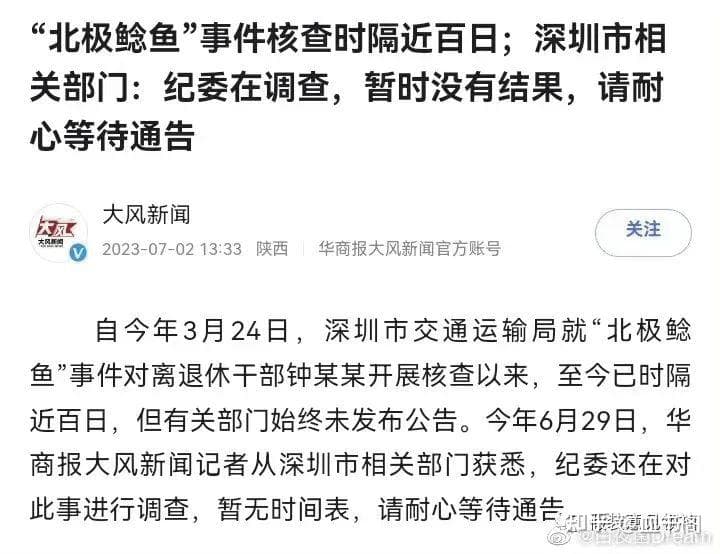 “北极鲶鱼”事件核查时隔近百日；深圳市相
关部门：纪委在调查，暂时没有结果，请耐
心等待通告
大风
大风新闻
大风新闻
2023-07-02 13:33 陕西 华商报大风新闻官方账号
关注
自今年3月24日，深圳市交通运输局就“北极鲶
鱼”事件对离退休干部钟某某开展核查以来，至今已时隔
近百日，但有关部门始终未发布公告。今年6月29日，华
商报大风新闻记者从深圳市相关部门获悉，纪委还在对
此事进行调查，暂无时间表，请耐心等待通告
知乎